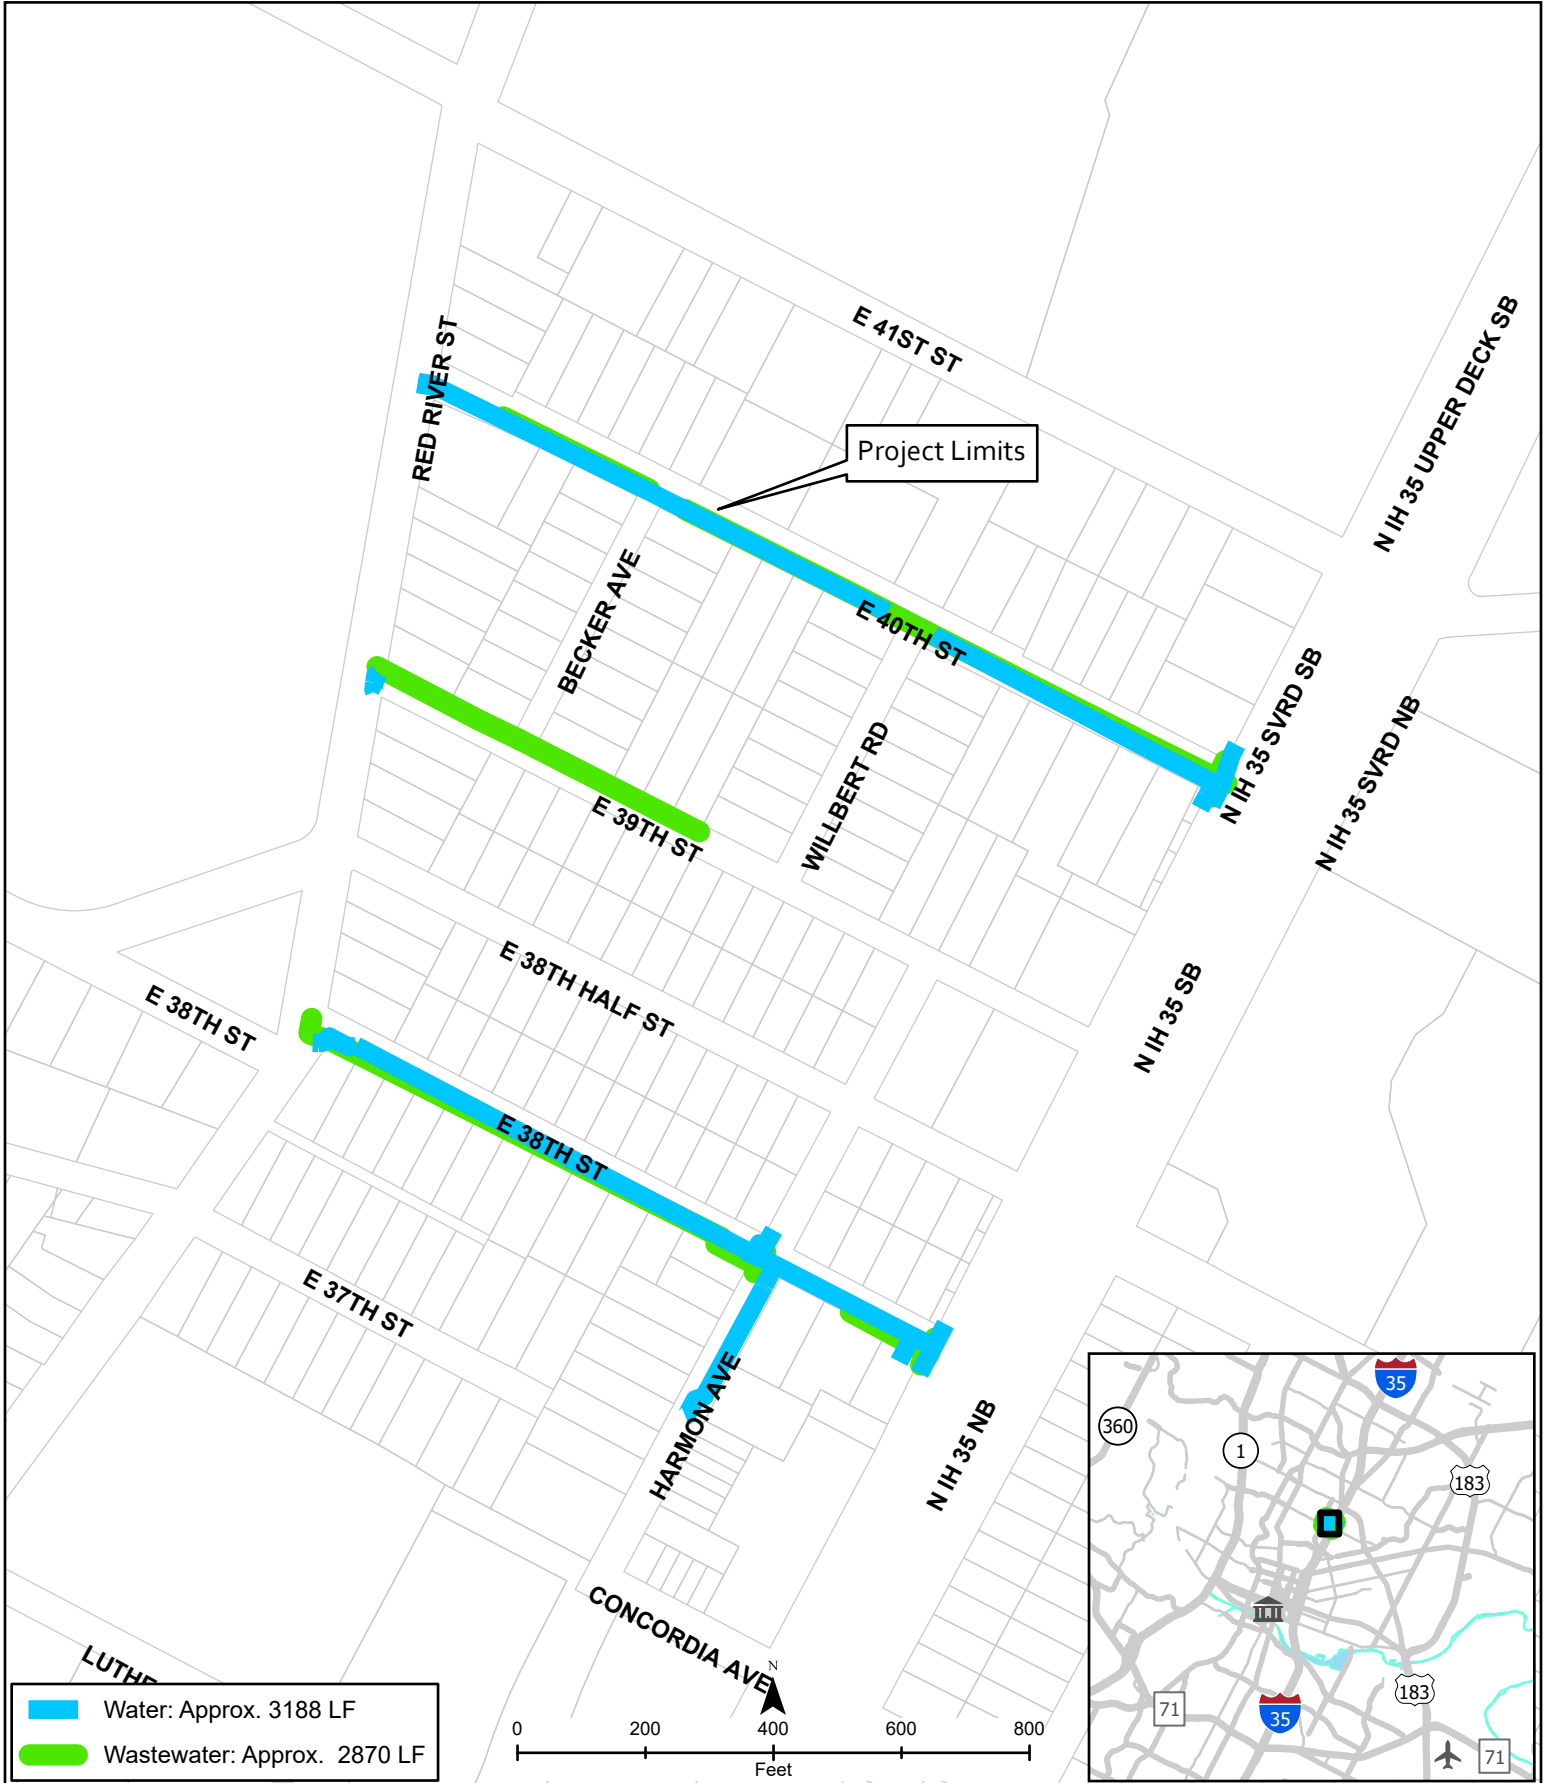 E 41ST ST
N IH 35 UPPER DECK SB
RED RIVER ST
Project Limits
BECKER AVE
E 40TH ST
N IH 35 SVRD SB
N IH 35 SVRD NB
WILLBERT RD
E 39TH ST
E 38TH HALF ST
E 38TH ST
N IH 35 SB
E 38TH ST
E 37TH ST
HARMON AVE
N IH 35 NB
CONCORDIA AVE
LUTHE
Water: Approx. 3188 LF
Wastewater: Approx. 2870 LF
N
0 200 400 600 800
Feet
35
360
1
183
183
71
35
71